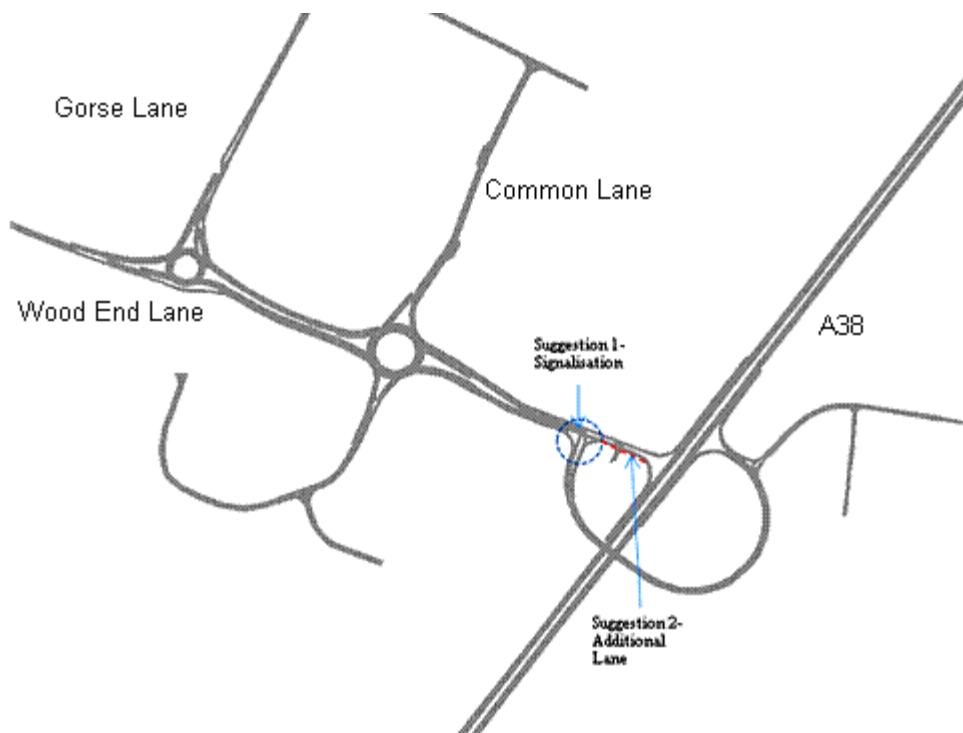 Gorse Lane
Common Lane
Wood End Lane
A38
Suggestion 1-
Signalisation
Suggestion 2-
Additional
Lane